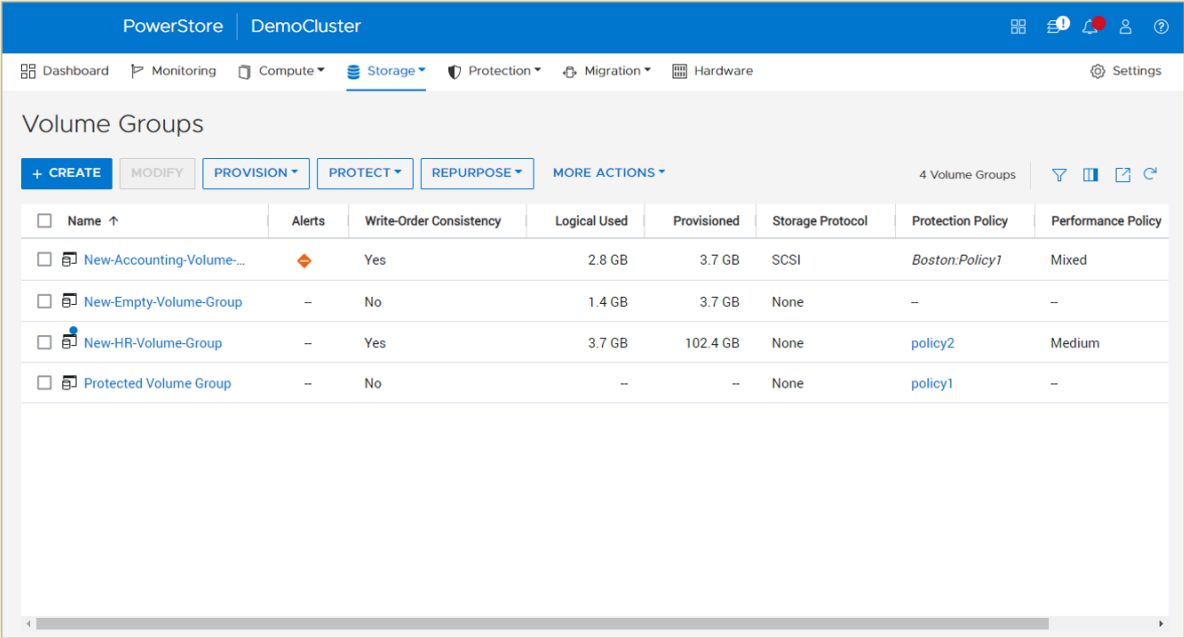 PowerStore DemoCluster
!
Dashboard Monitoring Compute Storage Protection Migration Hardware Settings
Volume Groups
+ CREATE MODIFY PROVISION PROTECT REPURPOSE MORE ACTIONS 4 Volume Groups
Name ↑ Alerts Write-Order Consistency Logical Used Provisioned Storage Protocol Protection Policy Performance Policy
New-Accounting-Volume-... Yes 2.8 GB 3.7 GB SCSI Boston:Policy1 Mixed
New-Empty-Volume-Group -- No 1.4 GB 3.7 GB None -- --
New-HR-Volume-Group -- Yes 3.7 GB 102.4 GB None policy2 Medium
Protected Volume Group -- No -- -- None policy1 --